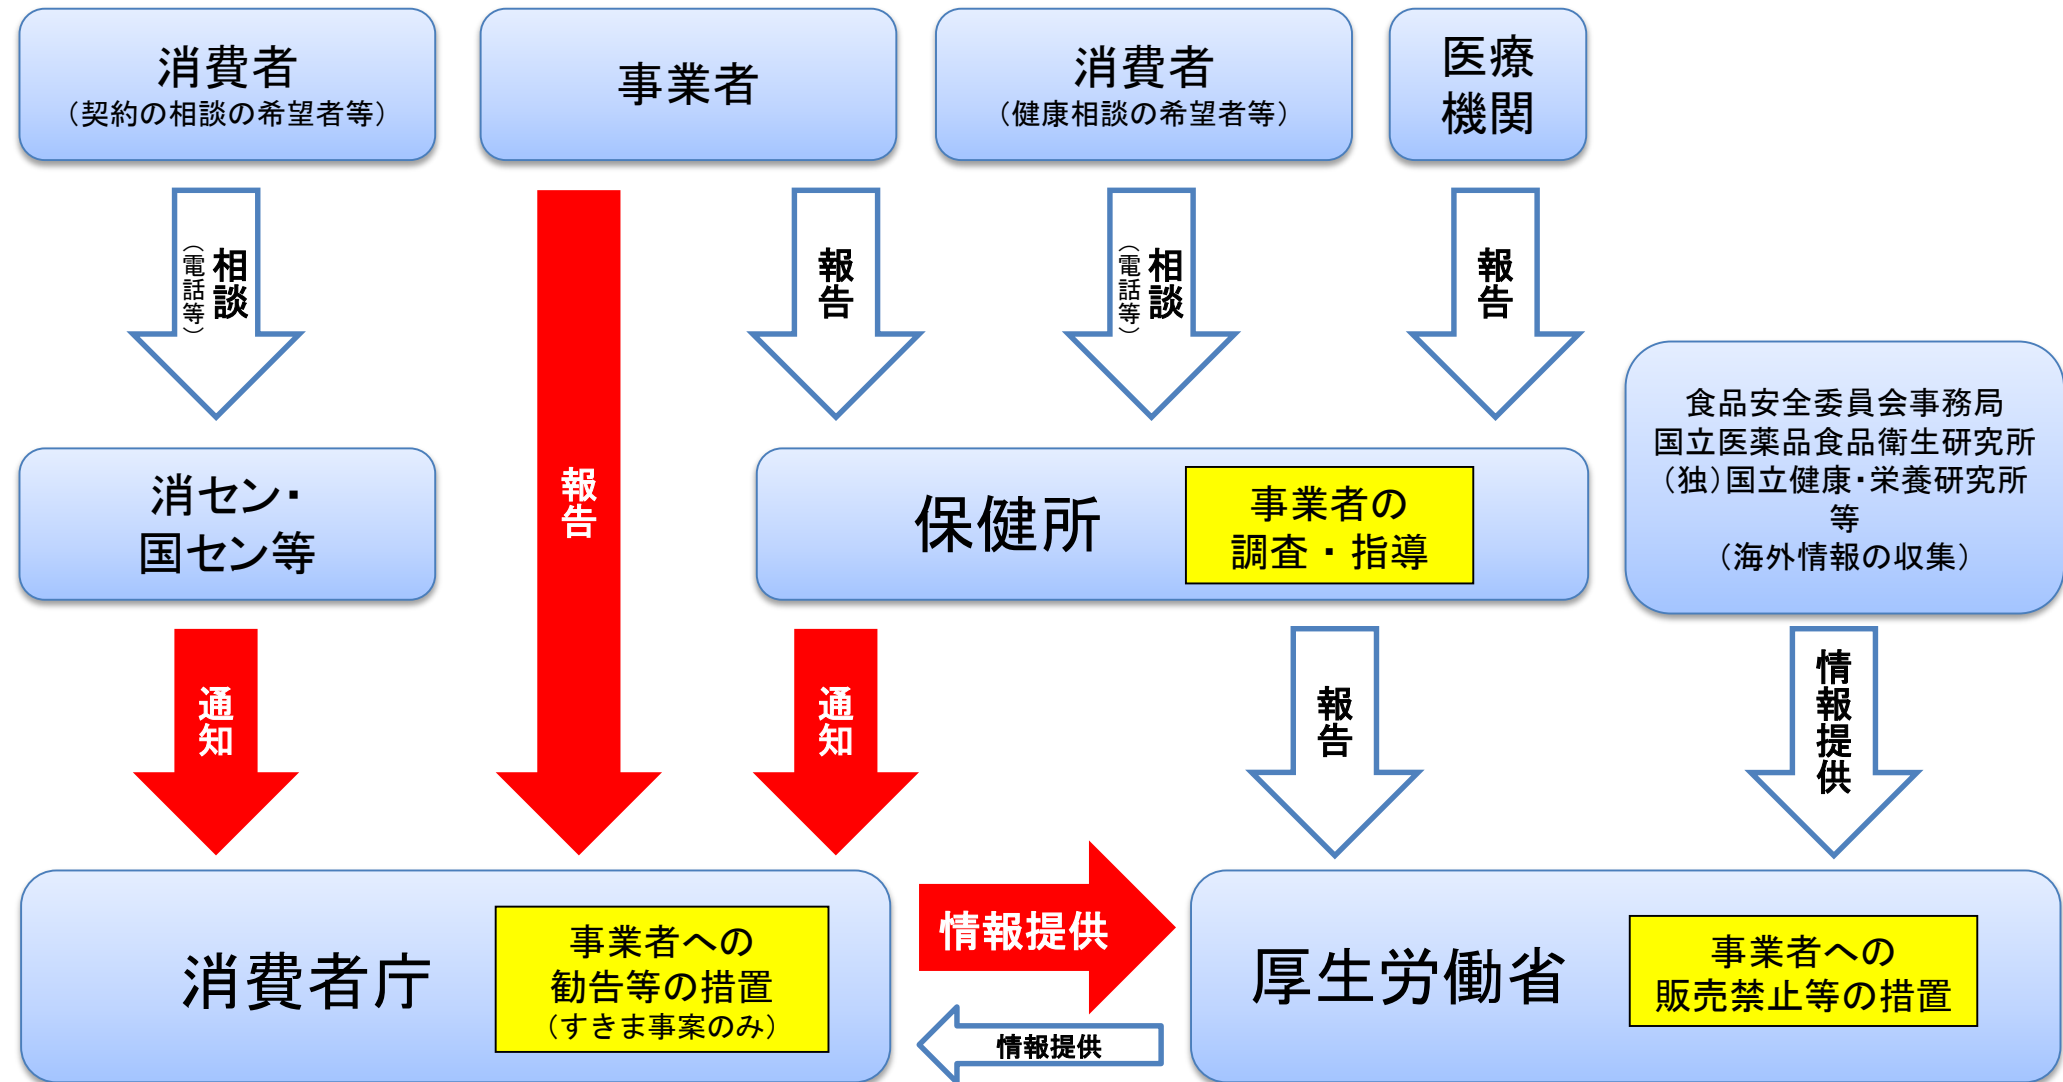 消費者
（契約の相談の希望者等）
事業者
消費者
（健康相談の希望者等）
医療
機関
相談
（電話等）
報告
報告
相談
（電話等）
報告
食品安全委員会事務局
国立医薬品食品衛生研究所
（独）国立健康・栄養研究所
等
（海外情報の収集）
消セン・
国セン等
保健所
事業者の
調査・指導
通知
通知
報告
情報提供
消費者庁
事業者への
勧告等の措置
（すきま事案のみ）
情報提供
情報提供
厚生労働省
事業者への
販売禁止等の措置